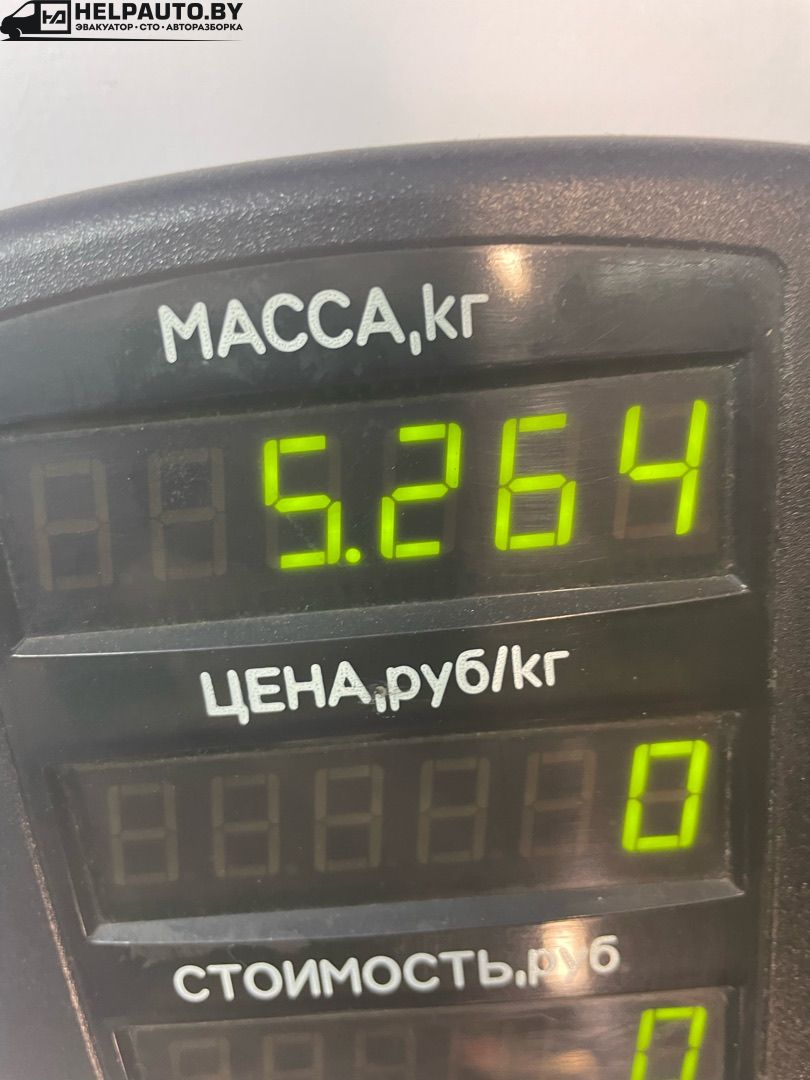 HELPAUTO.BY
ЭВАКУАТОР • СТО • АВТОРАЗБОРКА
МАССА,кг
5.264
ЦЕНА,руб/кг
0
СТОИМОСТЬ,руб
0